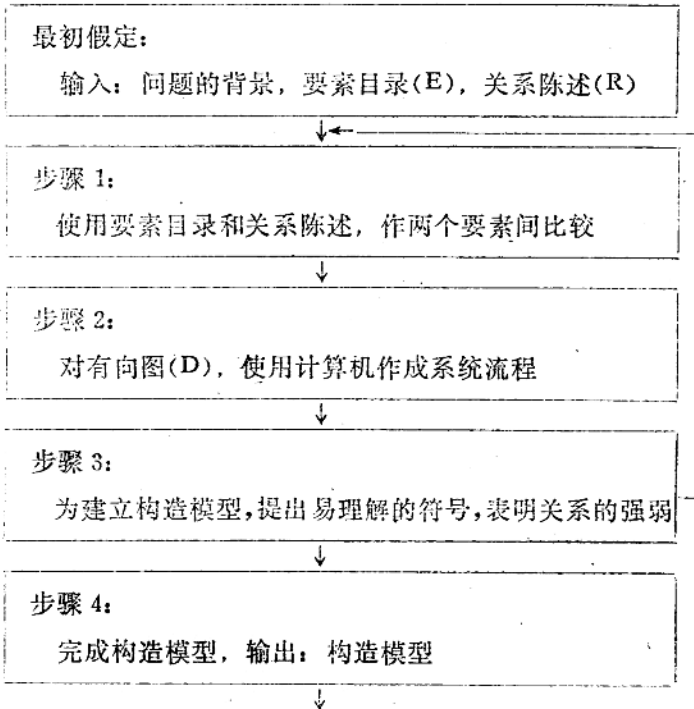 最初假定：
输入：问题的背景，要素目录(E)，关系陈述(R)
步骤 1：
使用要素目录和关系陈述，作两个要素间比较
步骤 2：
对有向图(D)，使用计算机作成系统流程
步骤 3：
为建立构造模型，提出易理解的符号，表明关系的强弱
步骤 4：
完成构造模型，输出：构造模型